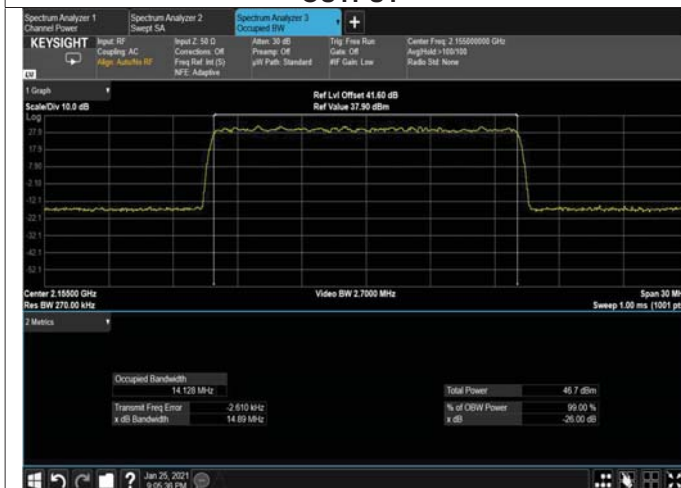 Spectrum Analyzer 1
Channel Power
Spectrum Analyzer 2
Swept SA
Spectrum Analyzer 3
Occupied BW
+
KEYSIGHT
Input: RF
Coupling: AC
Align: Auto/No RF
Input Z: 50 Ω
Corrections: Off
Freq Ref: Int (S)
NFE: Adaptive
Atten: 30 dB
Preamp: Off
µW Path: Standard
Trig: Free Run
Gate: Off
#IF Gain: Low
Center Freq: 2.155000000 GHz
Avg|Hold:>100/100
Radio Std: None
1 Graph
Scale/Div 10.0 dB
Ref Lvl Offset 41.60 dB
Ref Value 37.90 dBm
Log
27.9
17.9
7.90
-2.10
-12.1
-22.1
-32.1
-42.1
-52.1
Center 2.15500 GHz
Video BW 2.7000 MHz
Span 30 MH
Res BW 270.00 kHz
Sweep 1.00 ms (1001 pt
2 Metrics
Occupied Bandwidth
14.128 MHz
Total Power 46.7 dBm
Transmit Freq Error -2.610 kHz
% of OBW Power 99.00 %
x dB Bandwidth 14.89 MHz
x dB -26.00 dB
?
Jan 25, 2021
9:05:36 PM